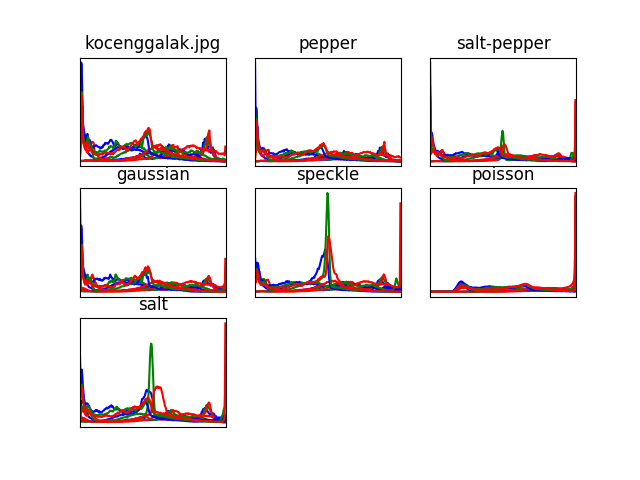 kocenggalak.jpg
pepper
salt-pepper
gaussian
speckle
poisson
salt